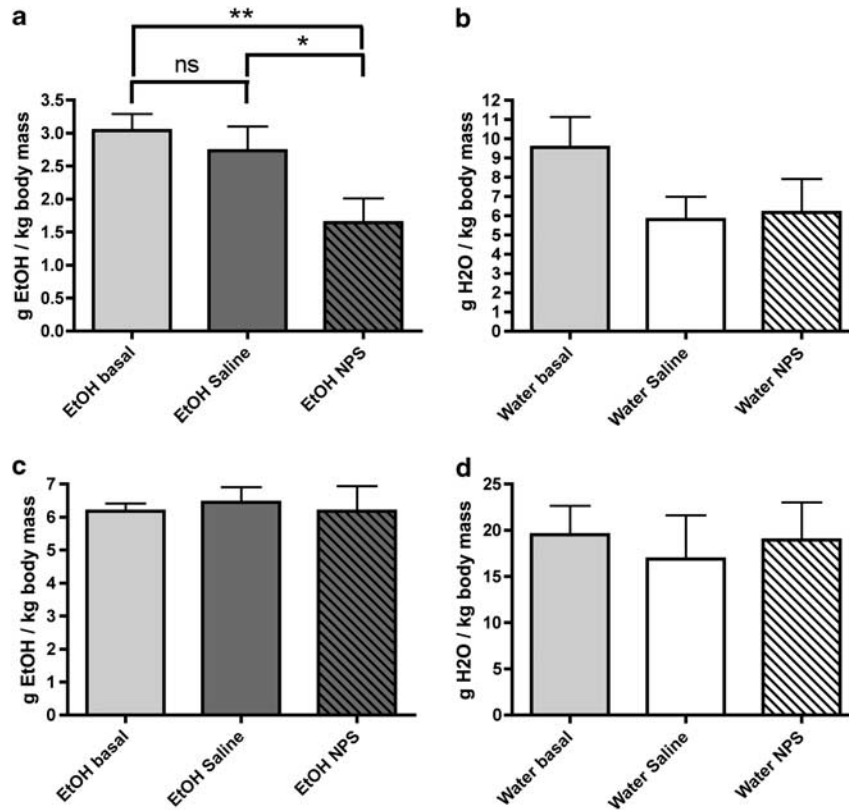 a
**
*
ns
3.5
3.0
2.5
2.0
1.5
1.0
0.5
0.0
g EtOH / kg body mass
EtOH basal
EtOH Saline
EtOH NPS
b
12
11
10
9
8
7
6
5
4
3
2
1
0
g H2O / kg body mass
Water basal
Water Saline
Water NPS
c
7
6
5
4
3
2
1
0
g EtOH / kg body mass
EtOH basal
EtOH Saline
EtOH NPS
d
25
20
15
10
5
0
g H2O / kg body mass
Water basal
Water Saline
Water NPS